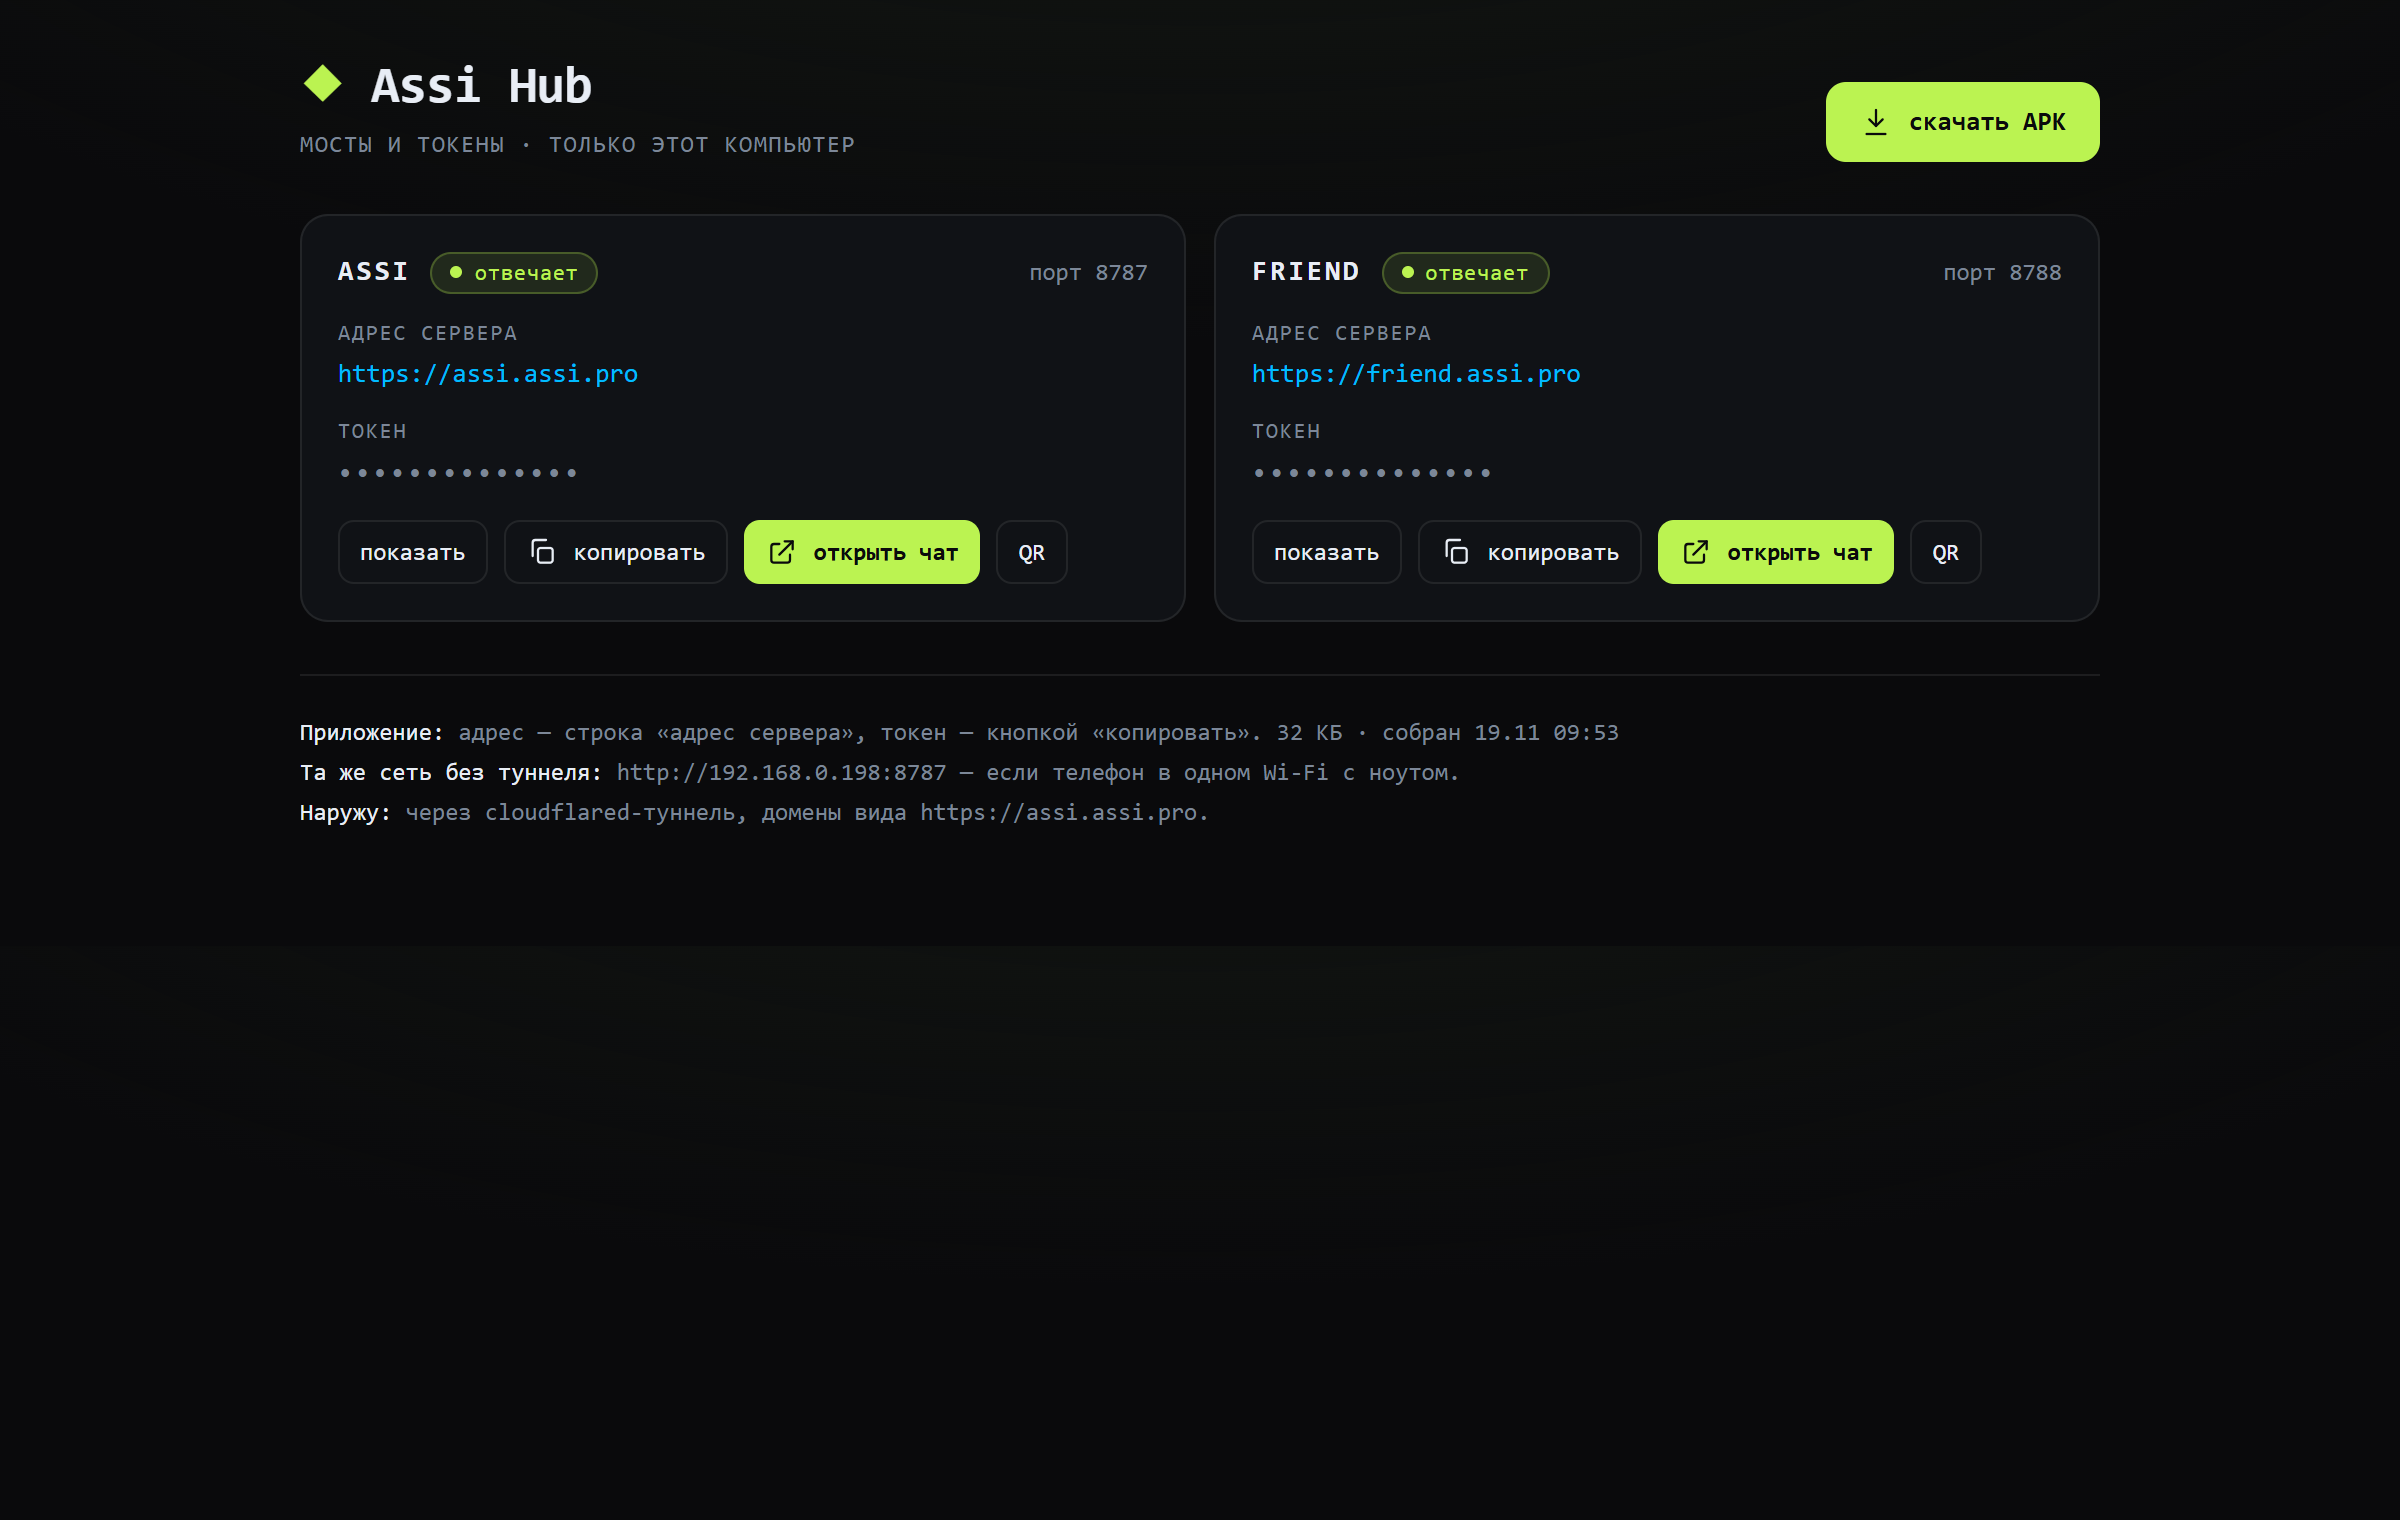 Assi Hub
МОСТЫ И ТОКЕНЫ · ТОЛЬКО ЭТОТ КОМПЬЮТЕР
скачать APK
ASSI
отвечает
порт 8787
АДРЕС СЕРВЕРА
https://assi.assi.pro
ТОКЕН
••••••••••••••
показать
копировать
открыть чат
QR
FRIEND
отвечает
порт 8788
АДРЕС СЕРВЕРА
https://friend.assi.pro
ТОКЕН
••••••••••••••
показать
копировать
открыть чат
QR
Приложение: адрес — строка «адрес сервера», токен — кнопкой «копировать». 32 КБ · собран 19.11 09:53
Та же сеть без туннеля: http://192.168.0.198:8787 — если телефон в одном Wi-Fi с ноутом.
Наружу: через cloudflared-туннель, домены вида https://assi.assi.pro.